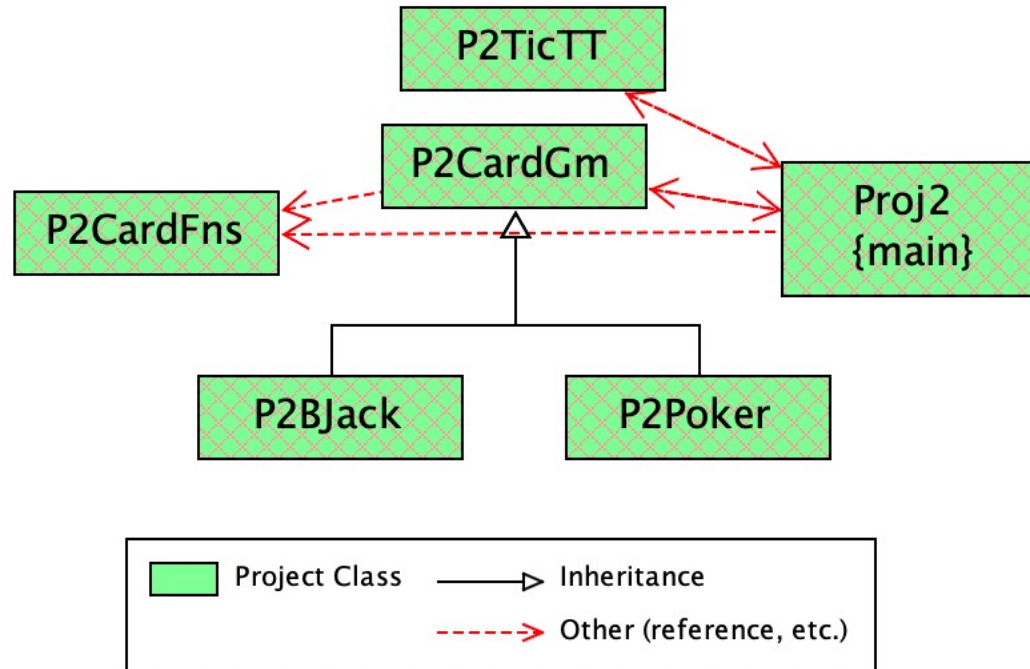 P2TicTT
P2CardGm
P2CardFns
Proj2
{main}
P2BJack
P2Poker
Project Class
Inheritance
Other (reference, etc.)